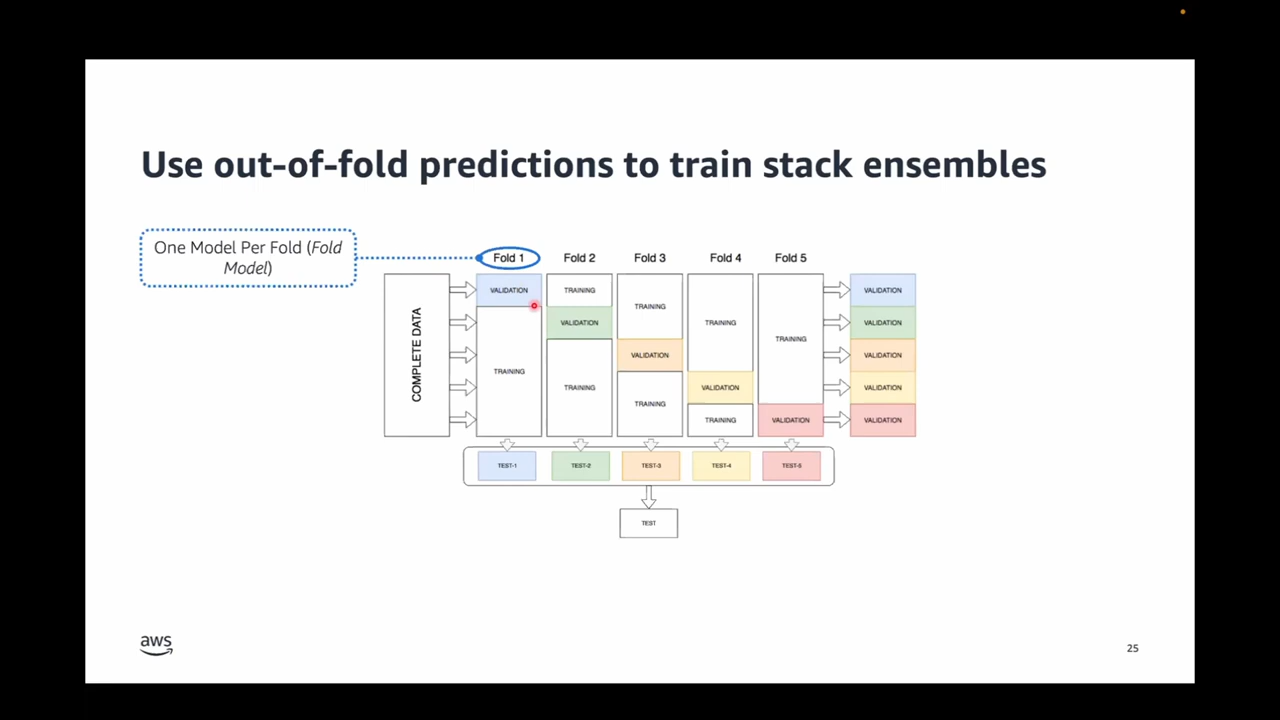 Use out-of-fold predictions to train stack ensembles
One Model Per Fold (Fold
Model)
Fold 1
Fold 2
Fold 3
Fold 4
Fold 5
COMPLETE DATA
VALIDATION
TRAINING
TRAINING
VALIDATION
TRAINING
TRAINING
VALIDATION
TRAINING
TRAINING
VALIDATION
TRAINING
TRAINING
VALIDATION
VALIDATION
VALIDATION
VALIDATION
VALIDATION
VALIDATION
TEST-1
TEST-2
TEST-3
TEST-4
TEST-5
TEST
aws
25